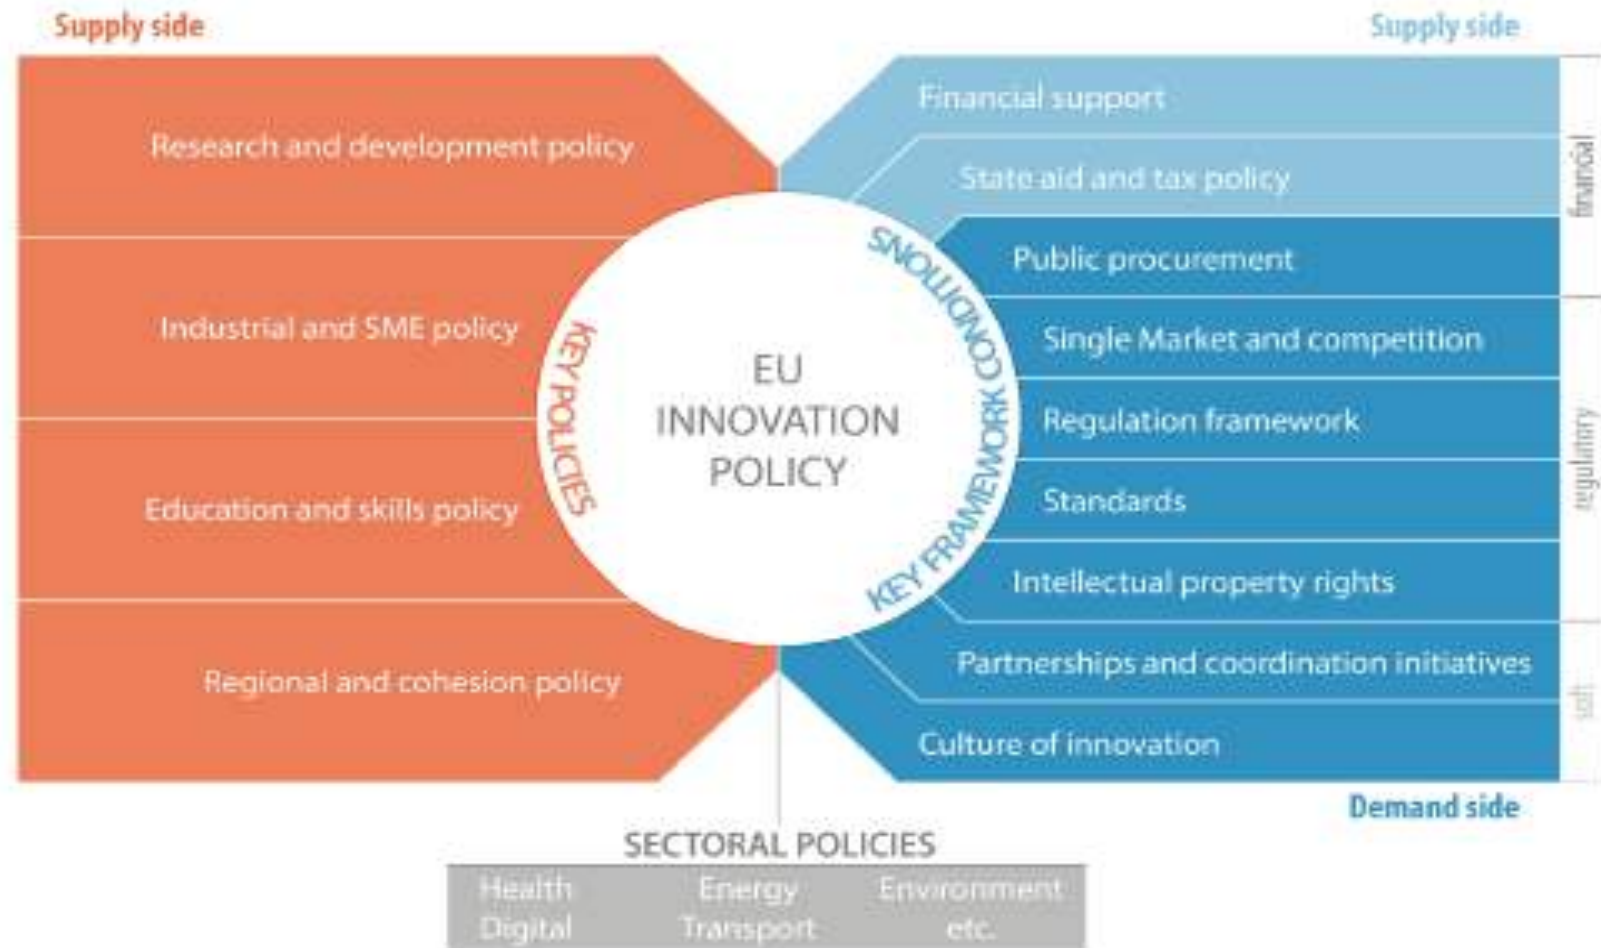 Supply side
Research and development policy
Industrial and SME policy
Education and skills policy
Regional and cohesion policy
KEY POLICIES
EU
INNOVATION
POLICY
KEY FRAMEWORK CONDITIONS
Supply side
Financial support
State aid and tax policy
Public procurement
Single Market and competition
Regulation framework
Standards
Intellectual property rights
Partnerships and coordination initiatives
Culture of innovation
financial
regulatory
soft
Demand side
SECTORAL POLICIES
Health Energy Environment
Digital Transport etc.